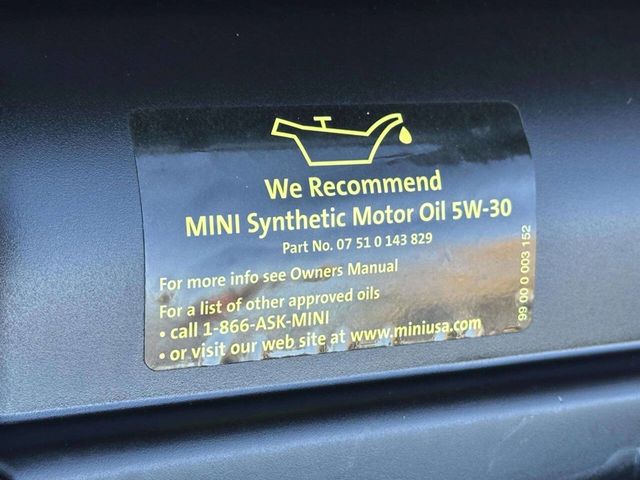 We Recommend
MINI Synthetic Motor Oil 5W-30
Part No. 07 51 0 143 829
For more info see Owners Manual
For a list of other approved oils
• call 1-866-ASK-MINI
• or visit our web site at www.miniusa.com
99 00 0 003 152